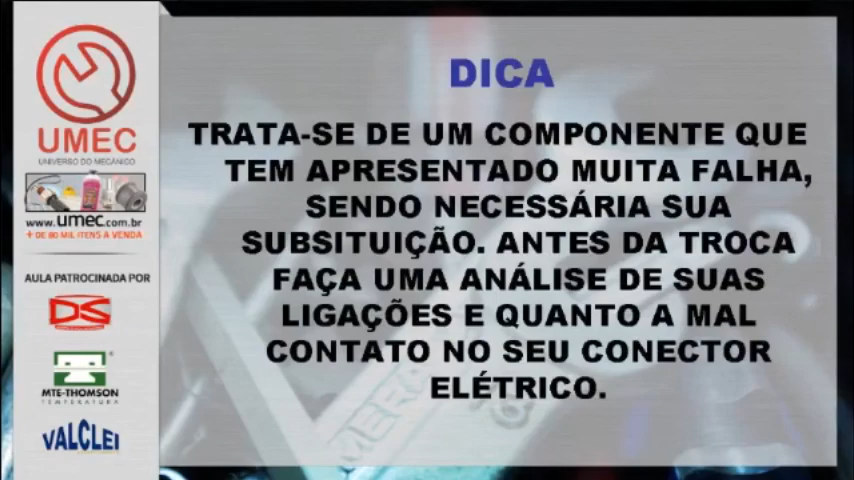 UMEC
UNIVERSO DO MECÂNICO
www.umec.com.br
+ DE 80 MIL ITENS A VENDA
AULA PATROCINADA POR
DS
MTE-THOMSON
TEMPERATURA
VALCLEI
DICA
TRATA-SE DE UM COMPONENTE QUE
TEM APRESENTADO MUITA FALHA,
SENDO NECESSÁRIA SUA
SUBSITUIÇÃO. ANTES DA TROCA
FAÇA UMA ANÁLISE DE SUAS
LIGAÇÕES E QUANTO A MAL
CONTATO NO SEU CONECTOR
ELÉTRICO.